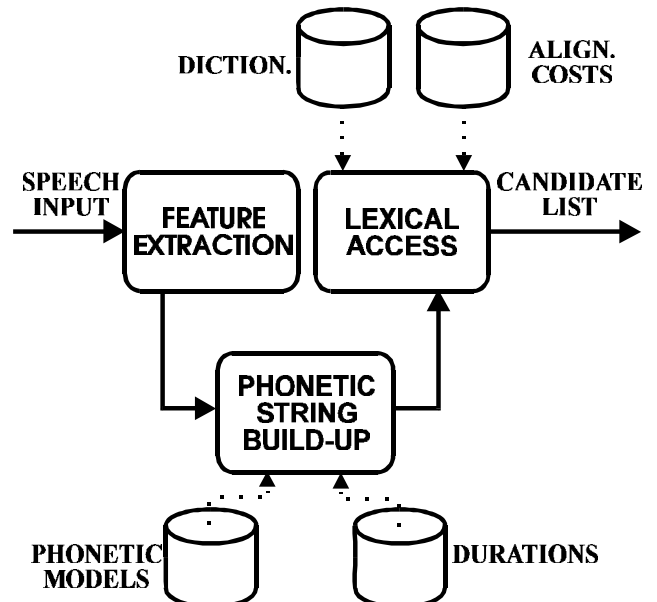 DICTION.
ALIGN.
COSTS
SPEECH
INPUT
FEATURE
EXTRACTION
LEXICAL
ACCESS
CANDIDATE
LIST
PHONETIC
STRING
BUILD-UP
PHONETIC
MODELS
DURATIONS